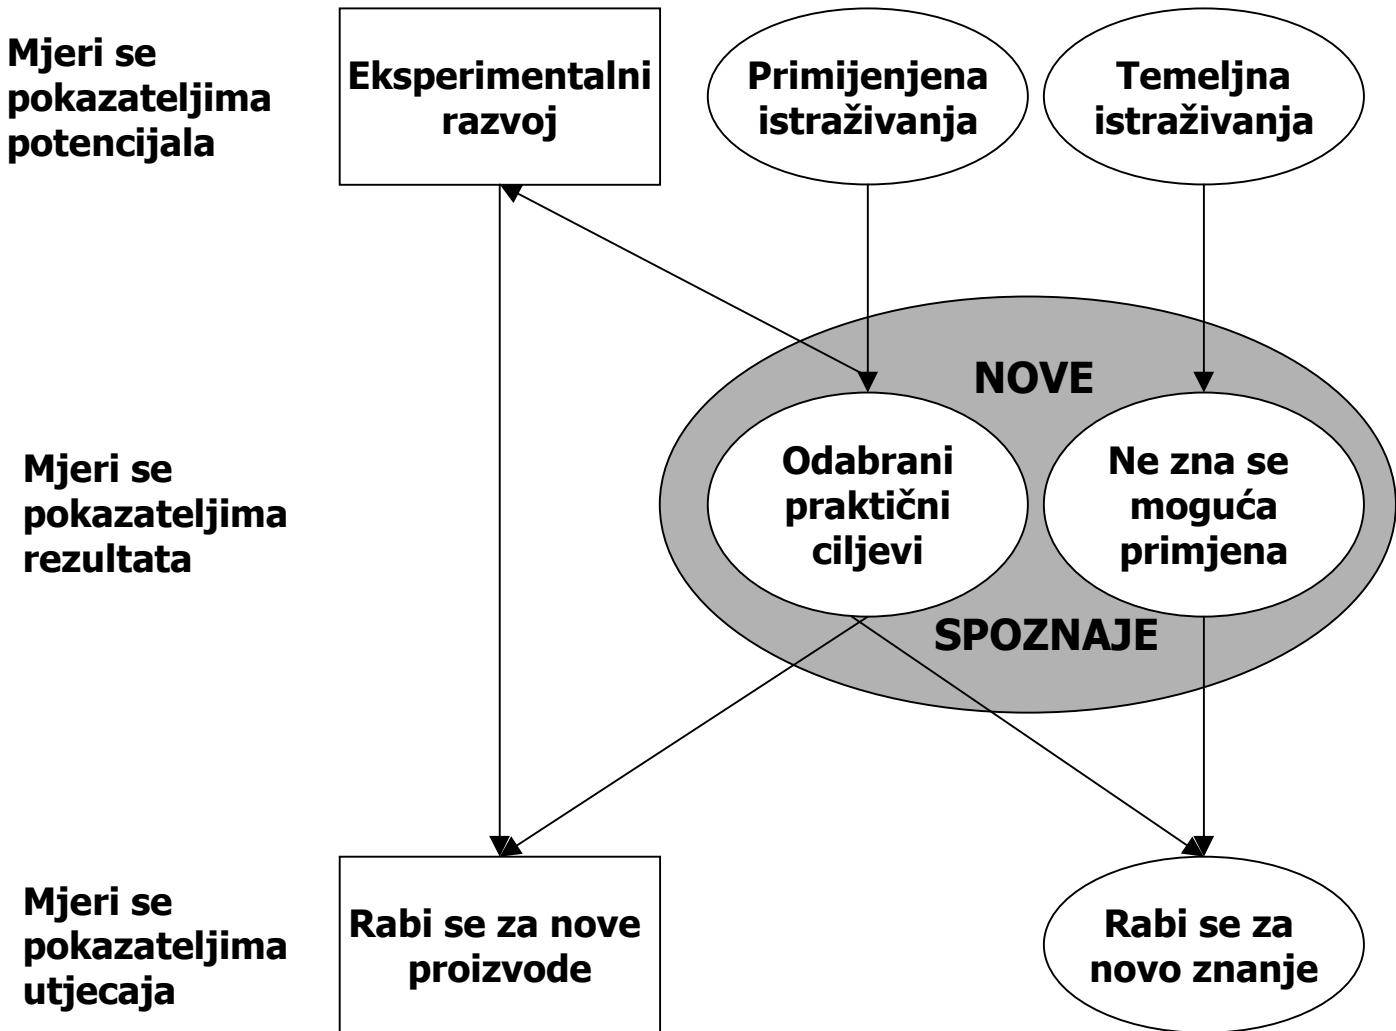 Mjeri se
pokazateljima
potencijala
Eksperimentalni
razvoj
Primijenjena
istraživanja
Temeljna
istraživanja
NOVE
Mjeri se
pokazateljima
rezultata
Odabrani
praktični
ciljevi
Ne zna se
moguća
primjena
SPOZNAJE
Mjeri se
pokazateljima
utjecaja
Rabi se za nove
proizvode
Rabi se za
novo znanje